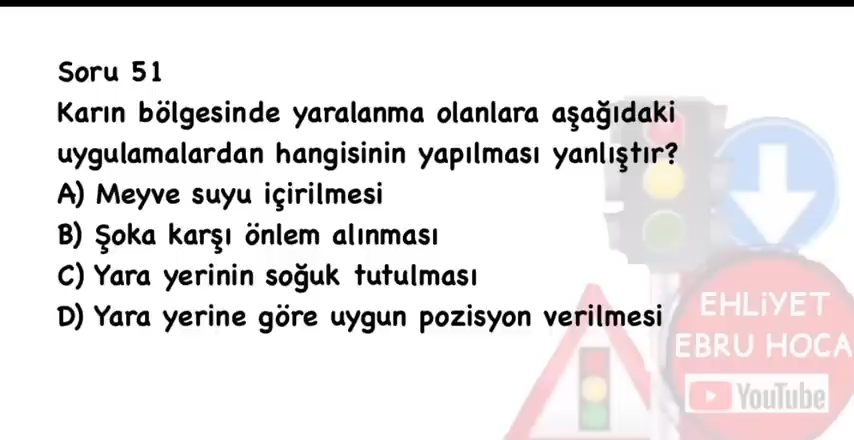 Soru 51
Karın bölgesinde yaralanma olanlara aşağıdaki
uygulamalardan hangisinin yapılması yanlıştır?
A) Meyve suyu içirilmesi
B) Şoka karşı önlem alınması
C) Yara yerinin soğuk tutulması
D) Yara yerine göre uygun pozisyon verilmesi
EHLİYET
EBRU HOCA
YouTube